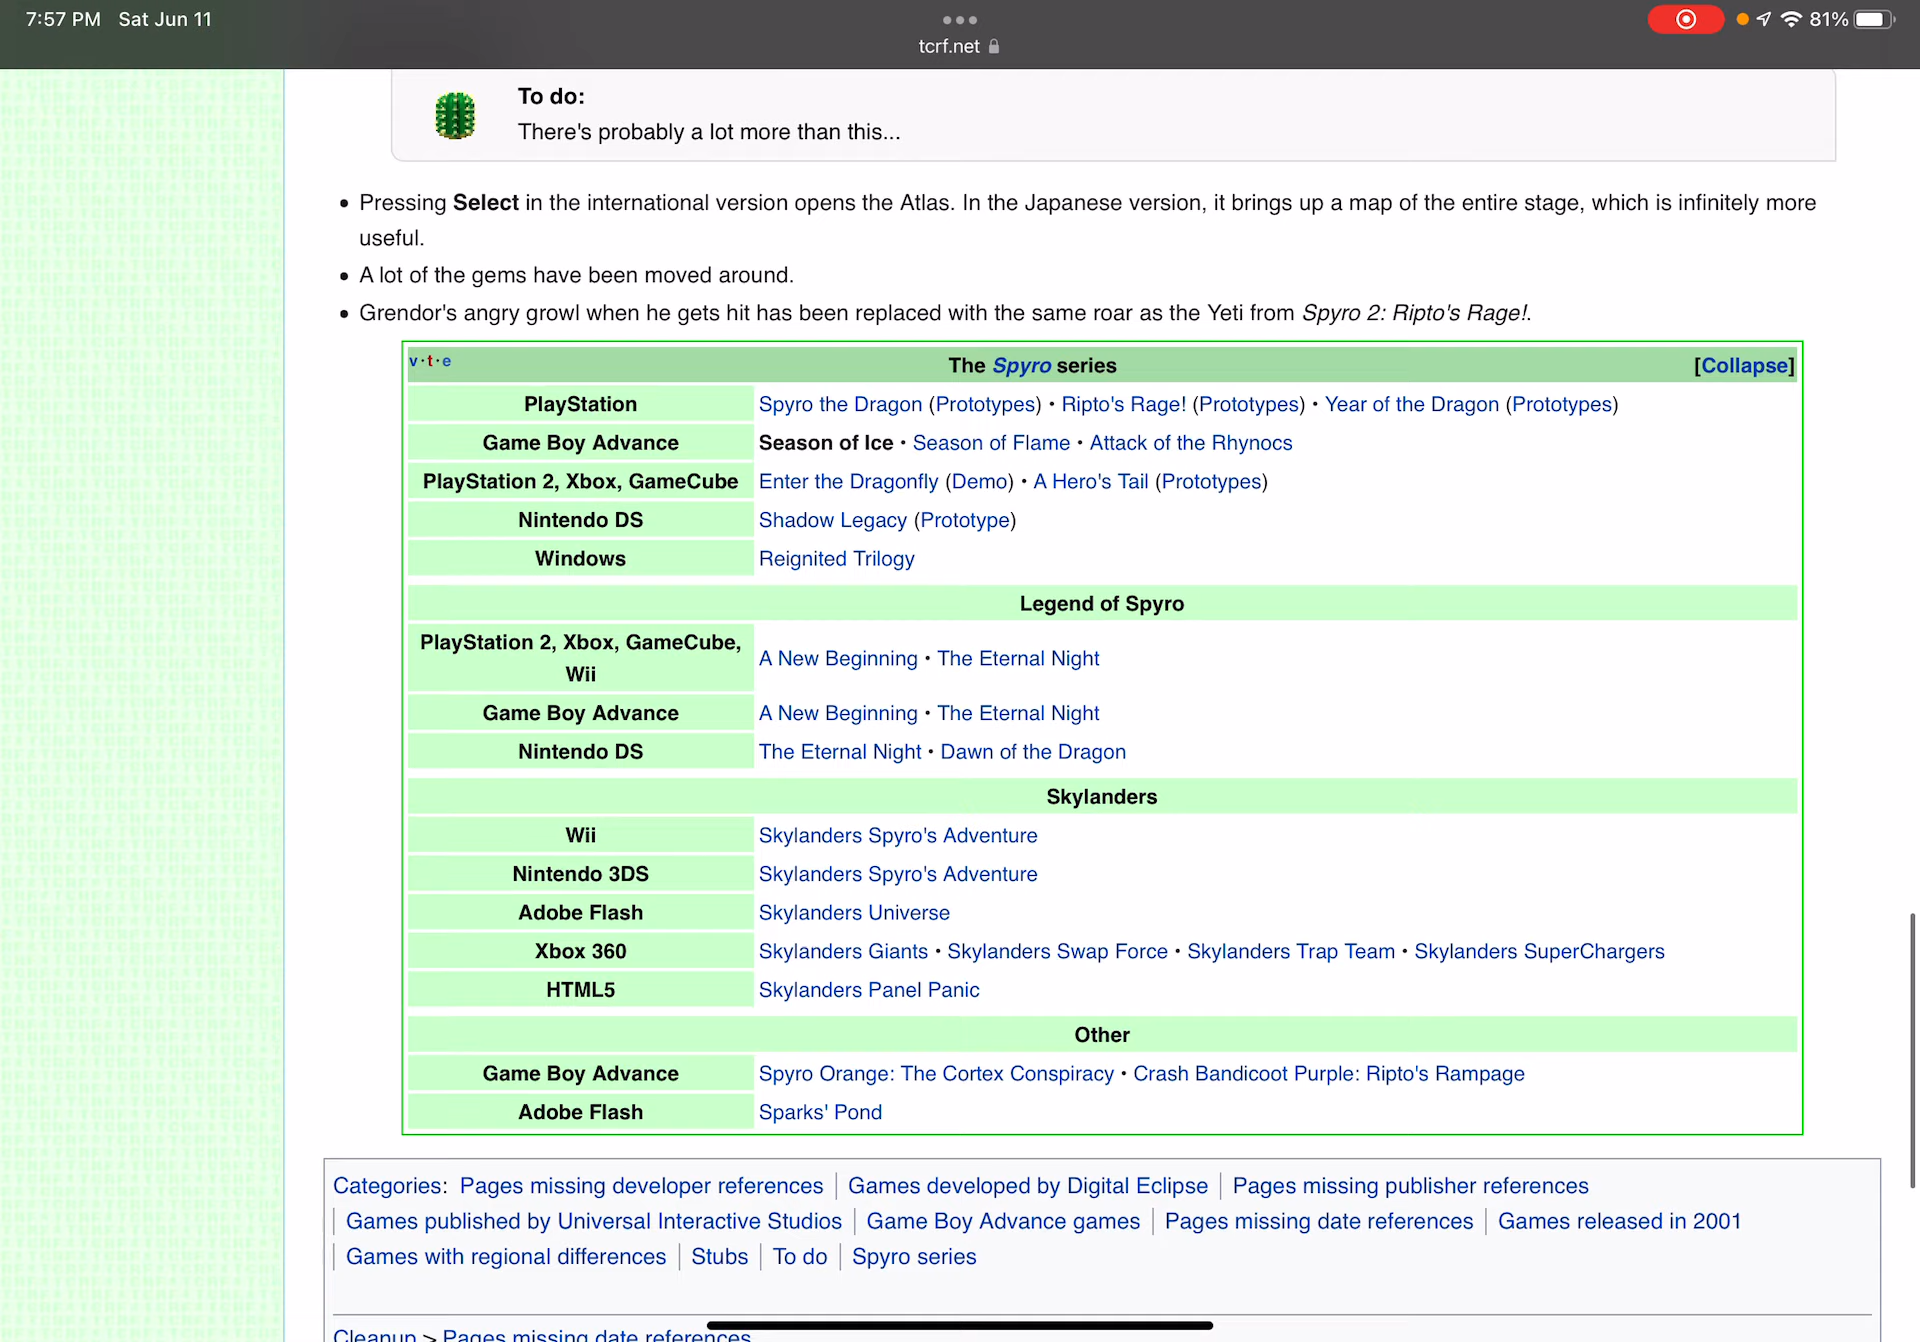 7:57 PM Sat Jun 11
81%
tcrf.net
To do:
There's probably a lot more than this...
• Pressing Select in the international version opens the Atlas. In the Japanese version, it brings up a map of the entire stage, which is infinitely more
useful.
• A lot of the gems have been moved around.
• Grendor's angry growl when he gets hit has been replaced with the same roar as the Yeti from Spyro 2: Ripto's Rage!.
v · t · e The Spyro series [Collapse]
PlayStation Spyro the Dragon (Prototypes) • Ripto's Rage! (Prototypes) • Year of the Dragon (Prototypes)
Game Boy Advance Season of Ice • Season of Flame • Attack of the Rhynocs
PlayStation 2, Xbox, GameCube Enter the Dragonfly (Demo) • A Hero's Tail (Prototypes)
Nintendo DS Shadow Legacy (Prototype)
Windows Reignited Trilogy
Legend of Spyro
PlayStation 2, Xbox, GameCube,
Wii
A New Beginning • The Eternal Night
Game Boy Advance A New Beginning • The Eternal Night
Nintendo DS The Eternal Night • Dawn of the Dragon
Skylanders
Wii Skylanders Spyro's Adventure
Nintendo 3DS Skylanders Spyro's Adventure
Adobe Flash Skylanders Universe
Xbox 360 Skylanders Giants • Skylanders Swap Force • Skylanders Trap Team • Skylanders SuperChargers
HTML5 Skylanders Panel Panic
Other
Game Boy Advance Spyro Orange: The Cortex Conspiracy • Crash Bandicoot Purple: Ripto's Rampage
Adobe Flash Sparks' Pond
Categories: Pages missing developer references | Games developed by Digital Eclipse | Pages missing publisher references
| Games published by Universal Interactive Studios | Game Boy Advance games | Pages missing date references | Games released in 2001
| Games with regional differences | Stubs | To do | Spyro series
Cleanup > Pages missing date references